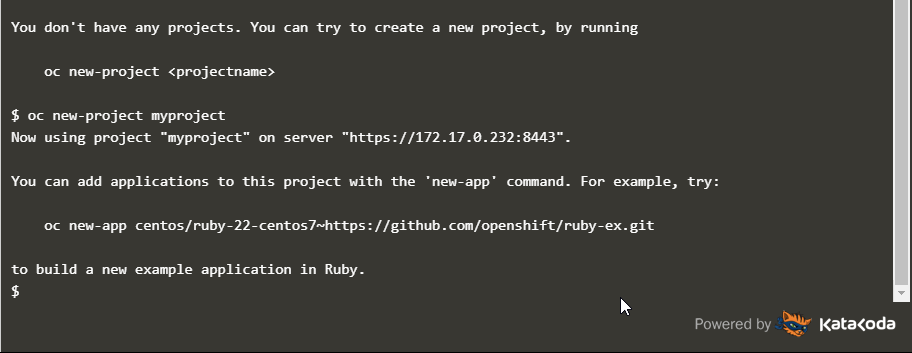 You don't have any projects. You can try to create a new project, by running
oc new-project <projectname>
$ oc new-project myproject
Now using project "myproject" on server "https://172.17.0.232:8443".
You can add applications to this project with the 'new-app' command. For example, try:
oc new-app centos/ruby-22-centos7~https://github.com/openshift/ruby-ex.git
to build a new example application in Ruby.
$
Powered by Katakoda